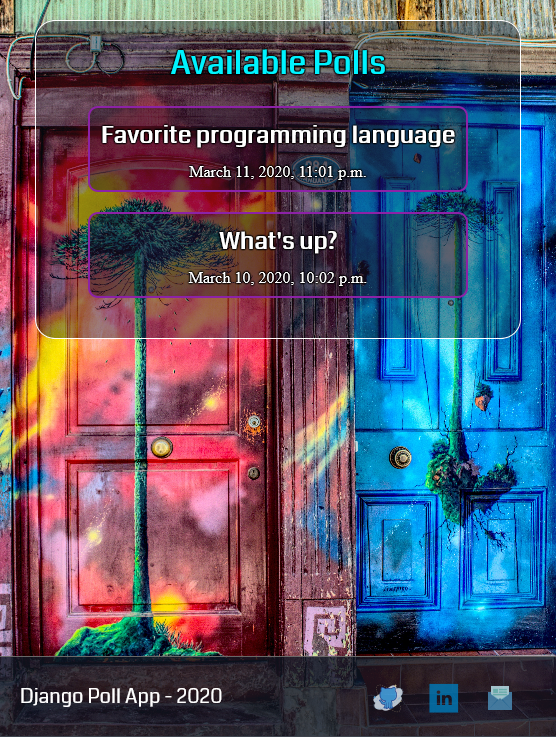 Available Polls
Favorite programming language
March 11, 2020, 11:01 p.m.
What's up?
March 10, 2020, 10:02 p.m.
Django Poll App - 2020
in